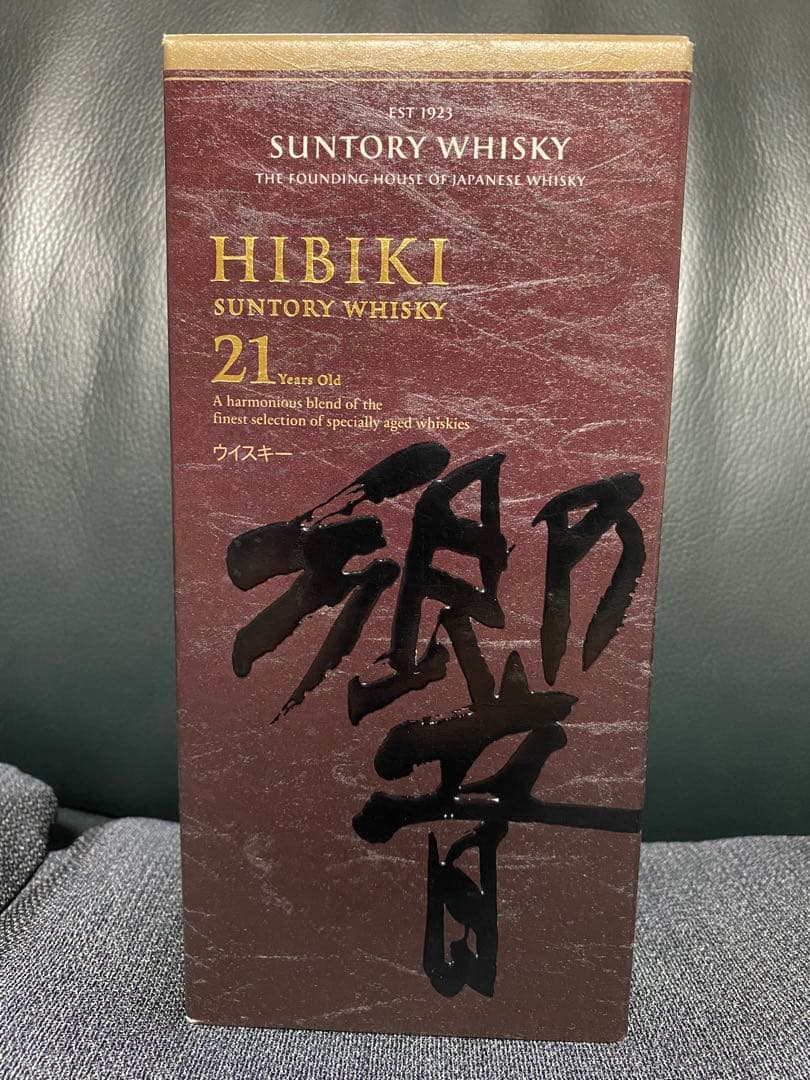 EST 1923
SUNTORY WHISKY
THE FOUNDING HOUSE OF JAPANESE WHISKY
HIBIKI
SUNTORY WHISKY
21 Years Old
A harmonious blend of the
finest selection of specially aged whiskies
ウイスキー
響